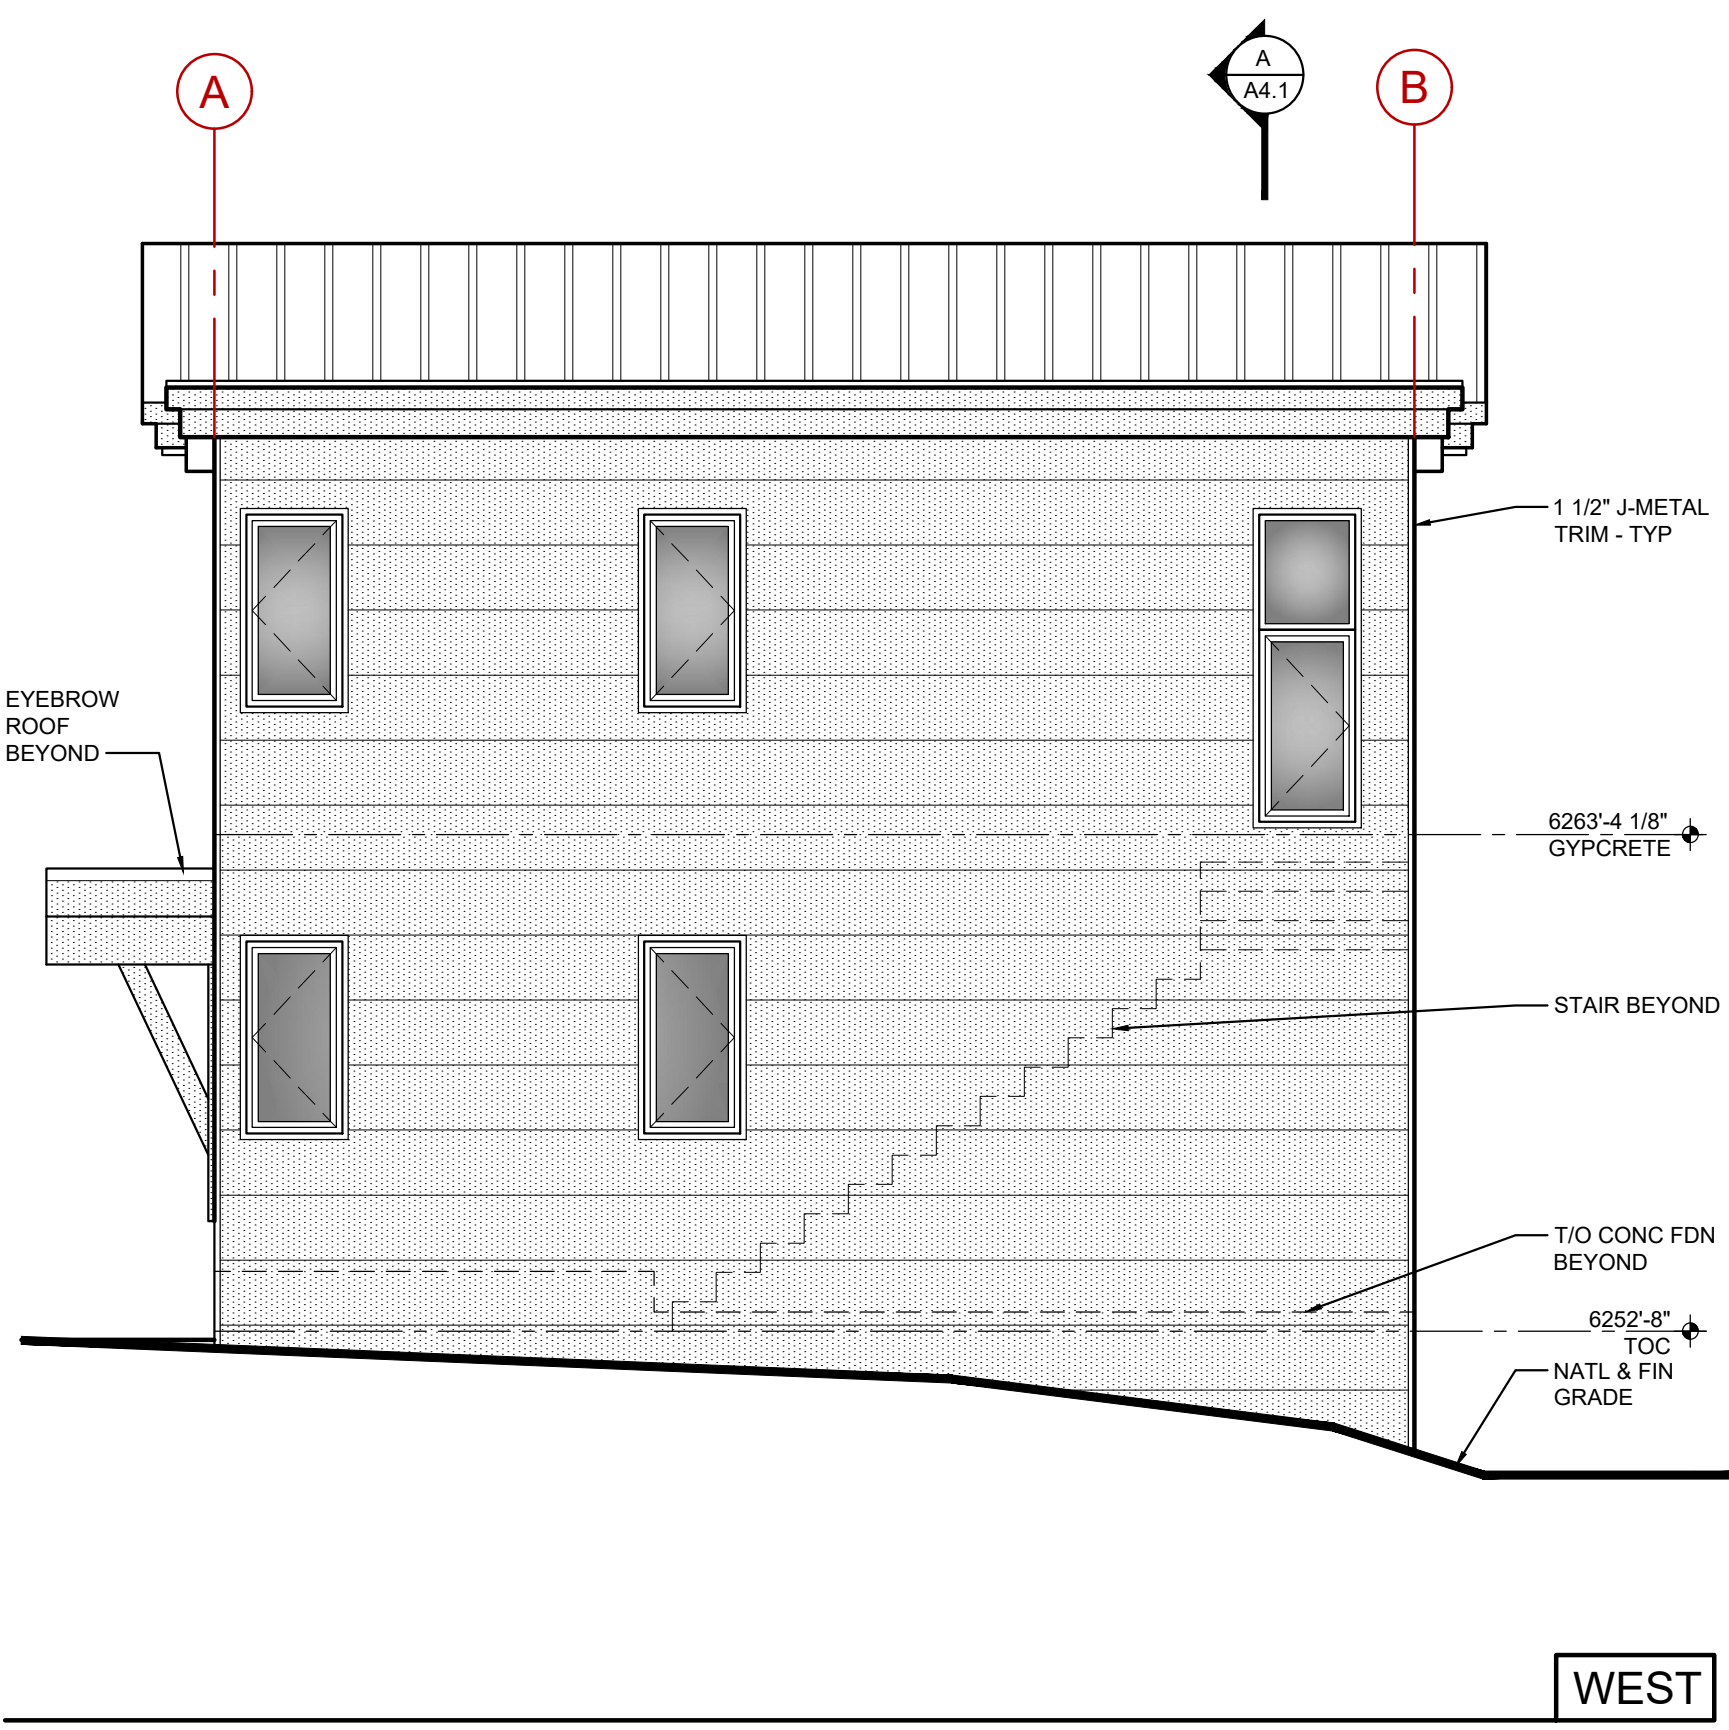 A
A
A4.1
B
1 1/2" J-METAL
TRIM - TYP
EYEBROW
ROOF
BEYOND
6263'-4 1/8"
GYPCRETE
STAIR BEYOND
T/O CONC FDN
BEYOND
6252'-8"
TOC
NATL & FIN
GRADE
WEST